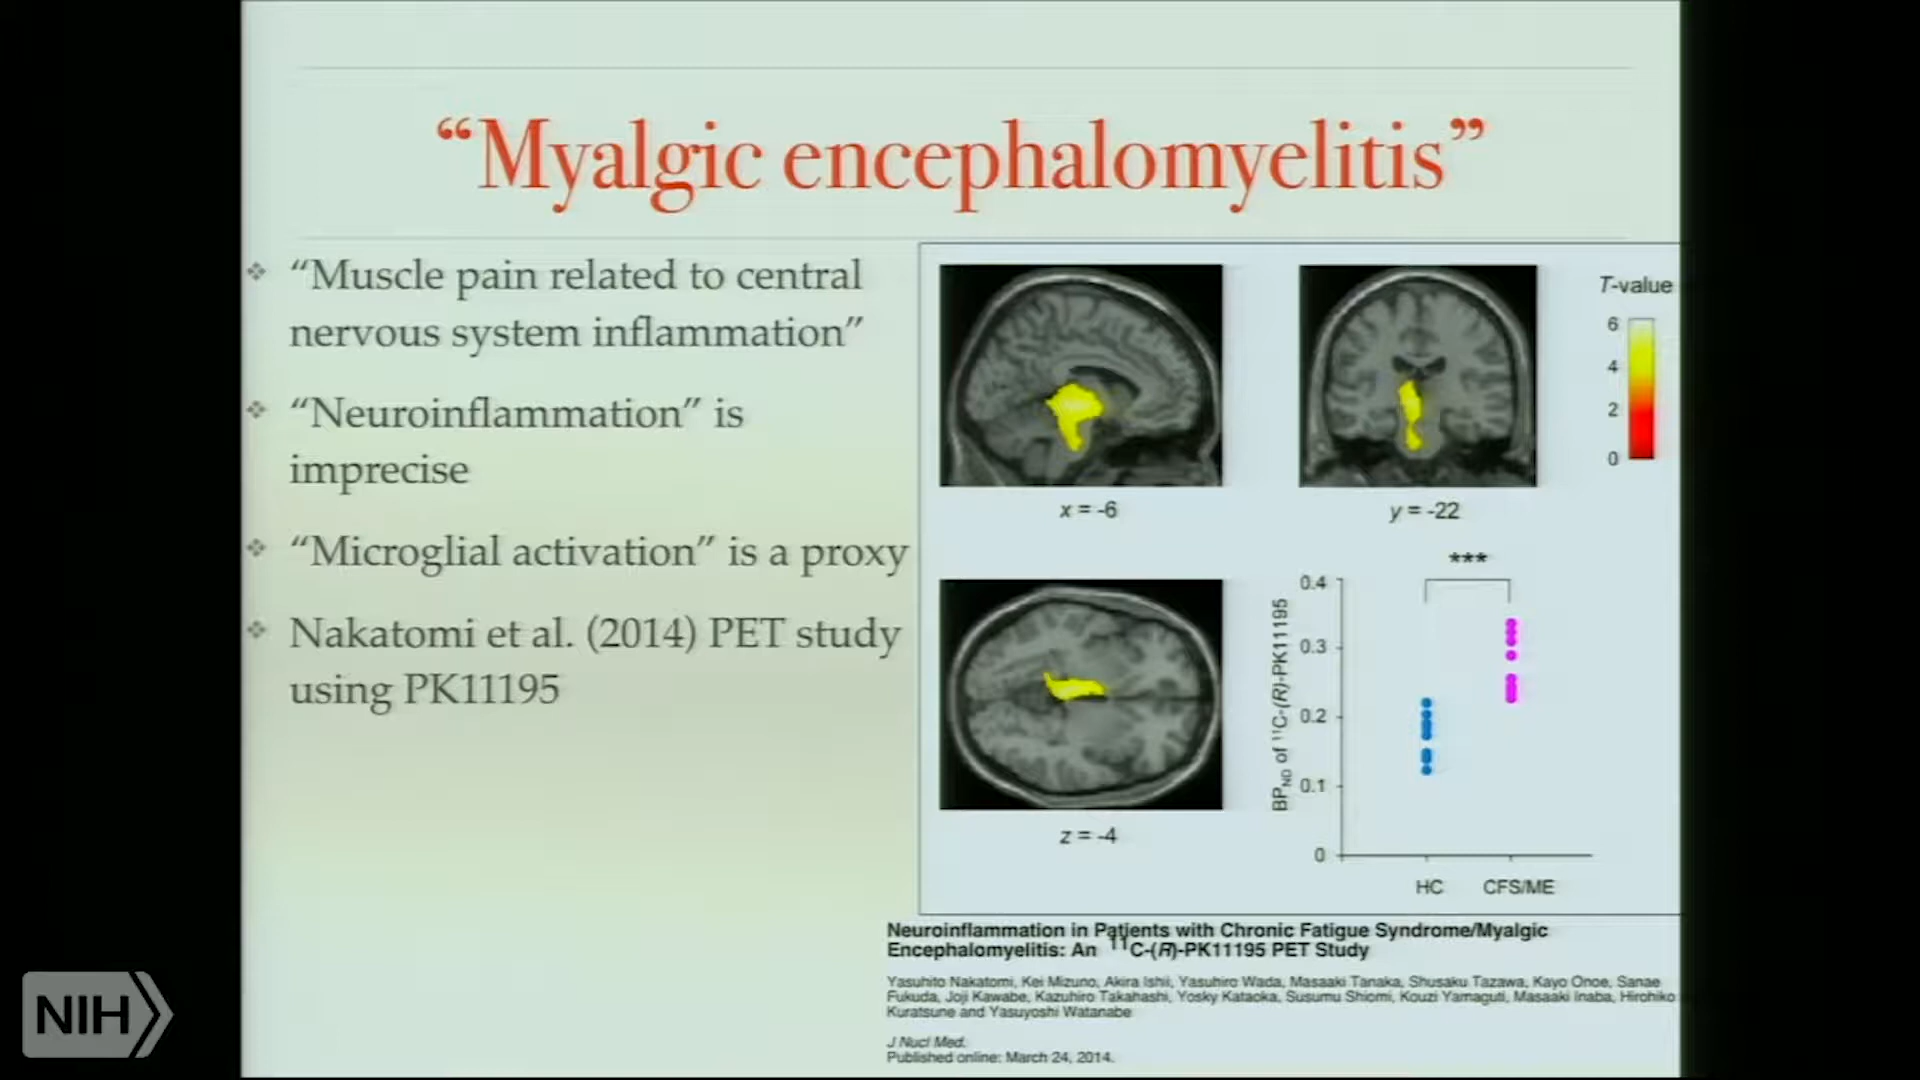 “Myalgic encephalomyelitis”
“Muscle pain related to central
nervous system inflammation”
“Neuroinflammation” is
imprecise
“Microglial activation” is a proxy
Nakatomi et al. (2014) PET study
using PK11195
x = -6
y = -22
T-value
6
4
2
0
z = -4
***
BPND of 11C-(R)-PK11195
0.4
0.3
0.2
0.1
0
HC
CFS/ME
Neuroinflammation in Patients with Chronic Fatigue Syndrome/Myalgic
Encephalomyelitis: An 11C-(R)-PK11195 PET Study
Yasuhito Nakatomi, Kei Mizuno, Akira Ishii, Yasuhiro Wada, Masaaki Tanaka, Shusaku Tazawa, Kayo Onoe, Sanae
Fukuda, Joji Kawabe, Kazuhiro Takahashi, Yosky Kataoka, Susumu Shiomi, Kouzi Yamaguti, Masaaki Inaba, Hirohiko
Kuratsune and Yasuyoshi Watanabe
J Nucl Med.
Published online: March 24, 2014.
NIH